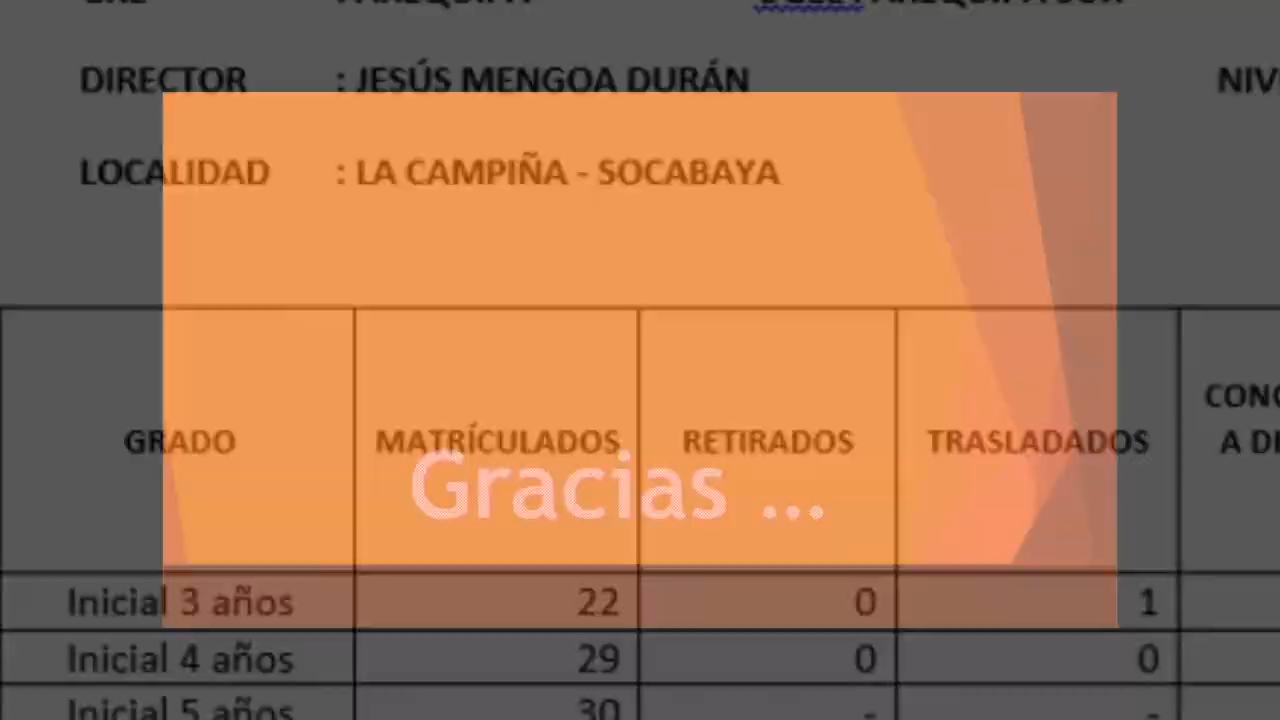 DIRECTOR : JESÚS MENGOA DURÁN
LOCALIDAD : LA CAMPIÑA - SOCABAYA
GRADO MATRÍCULADOS RETIRADOS TRASLADADOS A
Gracias ...
Inicial 3 años 22 0 1
Inicial 4 años 29 0 0
Inicial 5 años 30 - -